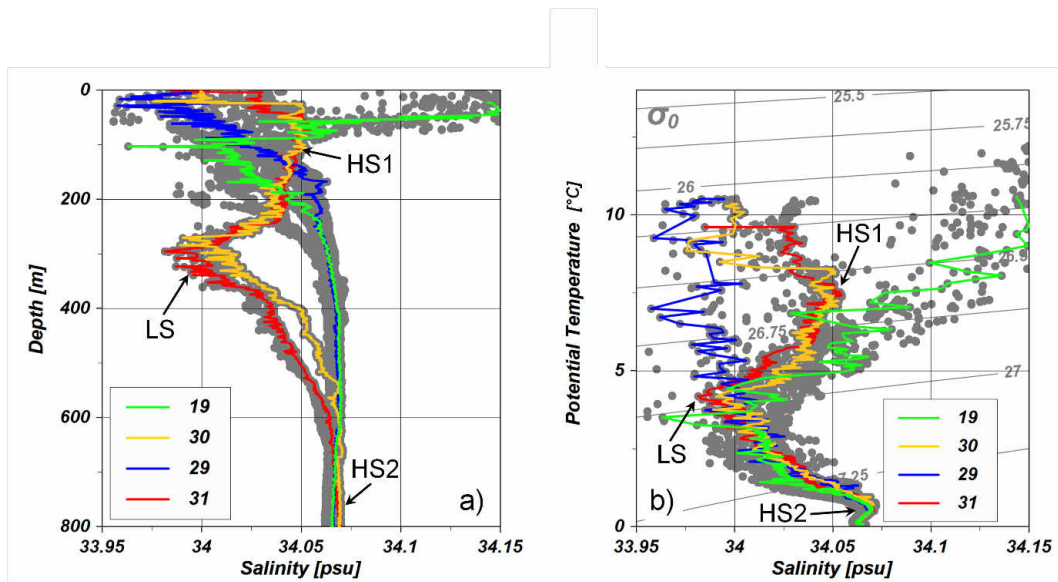 0
200
400
600
800
Depth [m]
33.95
34
34.05
34.1
34.15
Salinity [psu]
HS1
LS
HS2
19
30
29
31
a)
σ0
25.5
25.75
26
26.75
27
10
5
0
Potential Temperature [°C]
33.95
34
34.05
34.1
34.15
Salinity [psu]
HS1
LS
HS2
19
30
29
31
b)